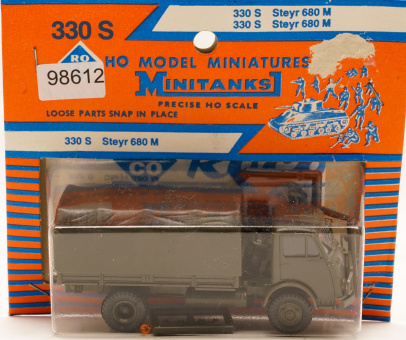 330 S
330 S Steyr 680 M
330 S Steyr 680 M
RO
98612
HO MODEL MINIATURES
MINITANKS
PRECISE HO SCALE
LOOSE PARTS SNAP IN PLACE
330 S Steyr 680 M
CO